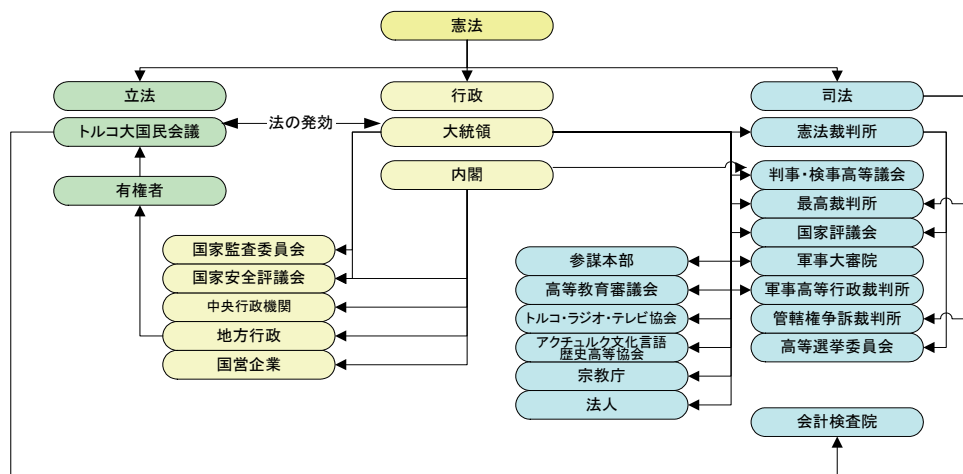 憲法
立法
行政
司法
トルコ大国民会議
法の発効
大統領
憲法裁判所
内閣
判事・検事高等議会
有権者
最高裁判所
国家評議会
国家監査委員会
参謀本部
軍事大審院
国家安全評議会
高等教育審議会
軍事高等行政裁判所
中央行政機関
トルコ・ラジオ・テレビ協会
管轄権争訴裁判所
地方行政
アクチュルク文化言語
歴史高等協会
高等選挙委員会
国営企業
宗教庁
法人
会計検査院